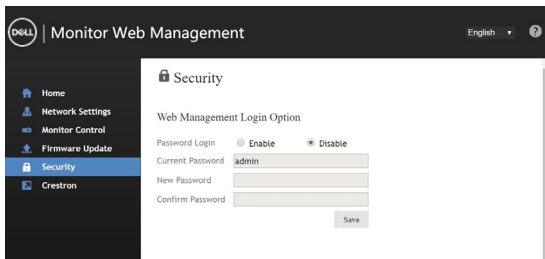 DELL | Monitor Web Management
English
?
Home
Network Settings
Monitor Control
Firmware Update
Security
Crestron
Security
Web Management Login Option
Password Login Enable Disable
Current Password admin
New Password
Confirm Password
Save